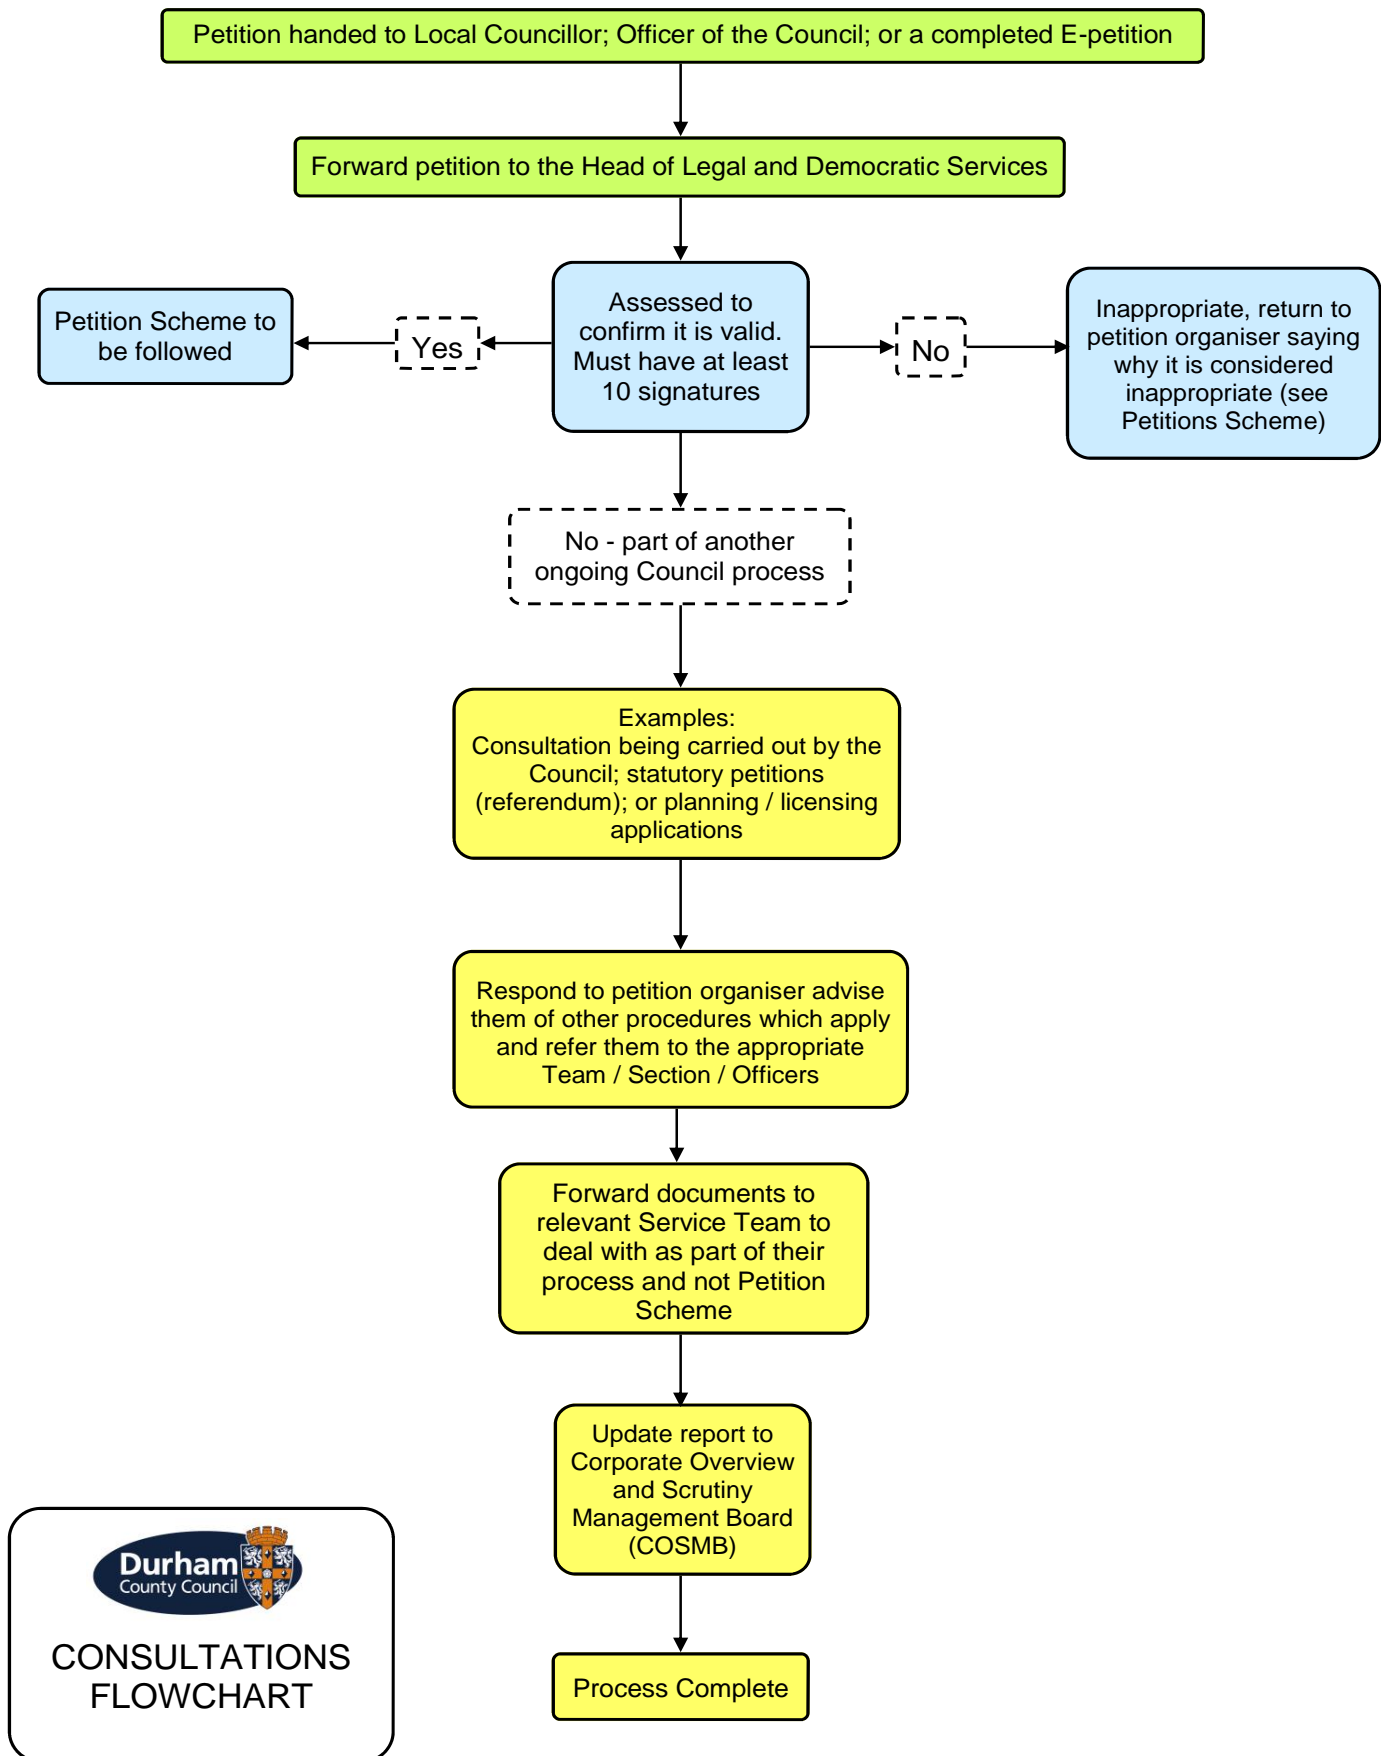 Petition handed to Local Councillor; Officer of the Council; or a completed E-petition
Forward petition to the Head of Legal and Democratic Services
Petition Scheme to
be followed
Yes
Assessed to
confirm it is valid.
Must have at least
10 signatures
No
Inappropriate, return to
petition organiser saying
why it is considered
inappropriate (see
Petitions Scheme)
No - part of another
ongoing Council process
Examples:
Consultation being carried out by the
Council; statutory petitions
(referendum); or planning / licensing
applications
Respond to petition organiser advise
them of other procedures which apply
and refer them to the appropriate
Team / Section / Officers
Forward documents to
relevant Service Team to
deal with as part of their
process and not Petition
Scheme
Update report to
Corporate Overview
and Scrutiny
Management Board
(COSMB)
Process Complete
Durham
County Council
CONSULTATIONS
FLOWCHART